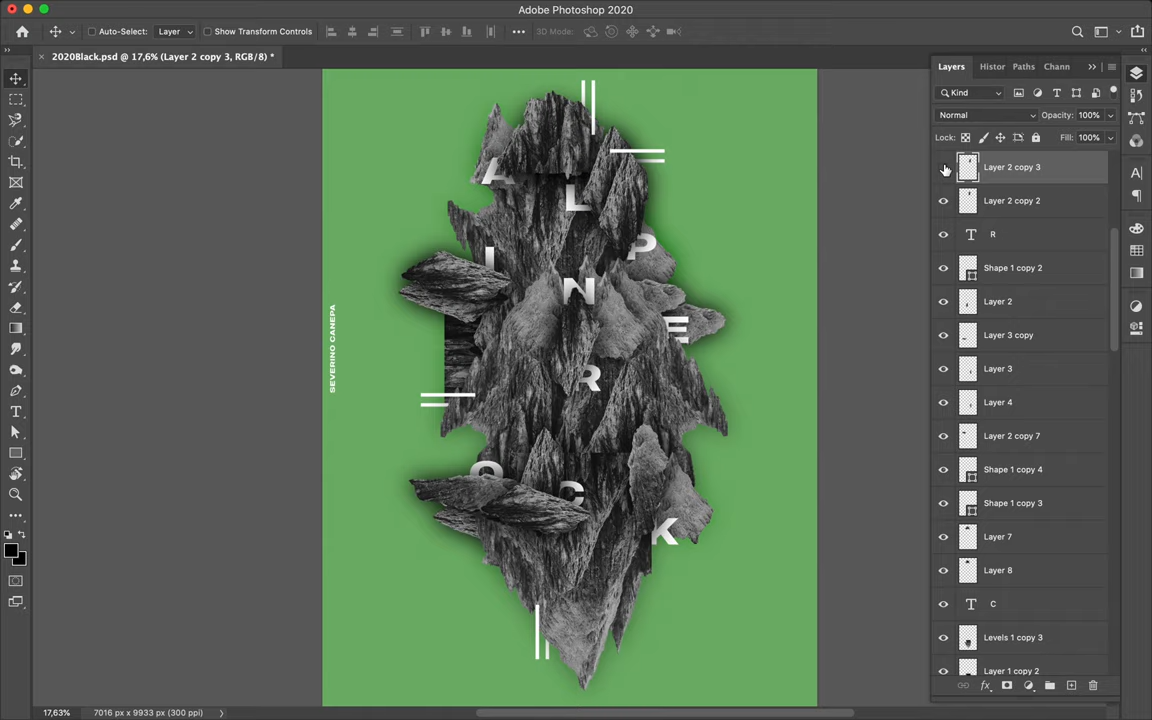 Adobe Photoshop 2020
Auto-Select:
Layer
Show Transform Controls
3D Mode:
2020Black.psd @ 17,6% (Layer 2 copy 3, RGB/8) *
Layers
Histor
Paths
Chann
Kind
Normal
Opacity: 100%
Lock:
Fill: 100%
Layer 2 copy 3
Layer 2 copy 2
R
Shape 1 copy 2
Layer 2
Layer 3 copy
Layer 3
Layer 4
Layer 2 copy 7
Shape 1 copy 4
Shape 1 copy 3
Layer 7
Layer 8
C
Levels 1 copy 3
Layer 1 copy 2
A
L
P
I
N
E
R
O
C
K
SEVERINO CANEPA
17,63%
7016 px x 9933 px (300 ppi)